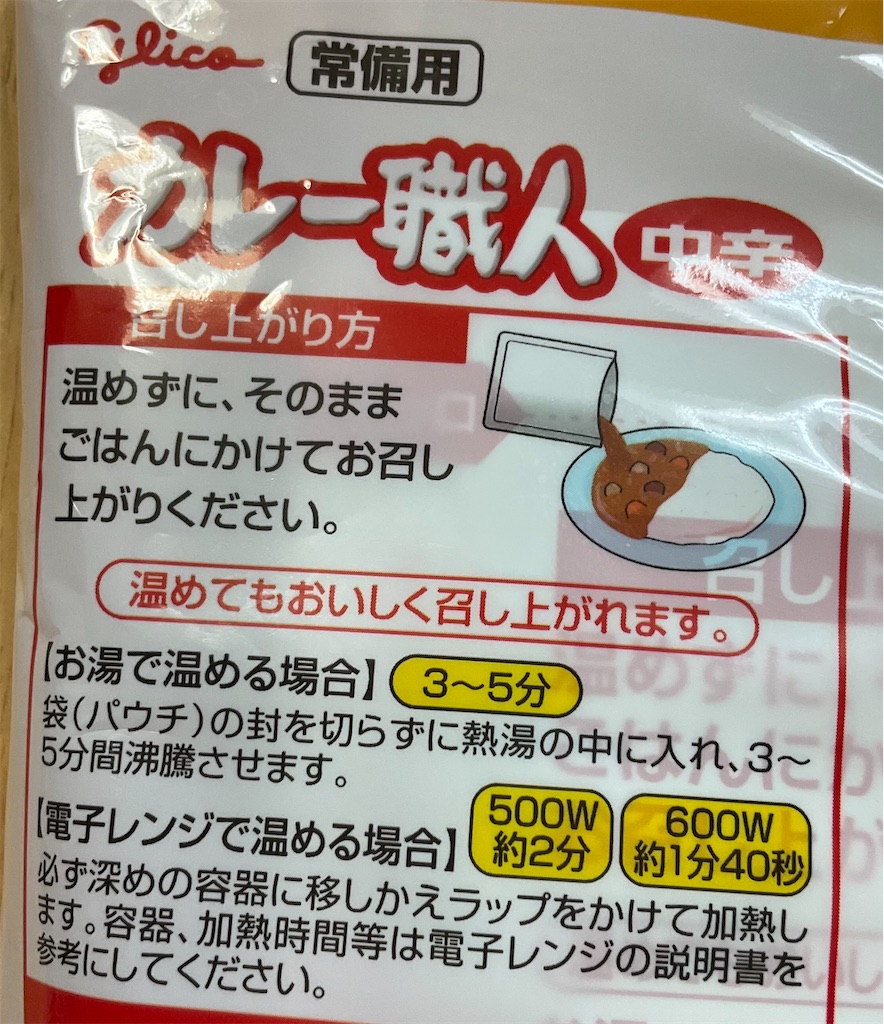 Glico 常備用
カレー職人 中辛
召し上がり方
温めずに、そのまま
ごはんにかけてお召し
上がりください。
温めてもおいしく召し上がれます。
【お湯で温める場合】 3〜5分
袋(パウチ)の封を切らずに熱湯の中に入れ、3〜
5分間沸騰させます。
【電子レンジで温める場合】 500W 約2分 600W 約1分40秒
必ず深めの容器に移しかえラップをかけて加熱し
ます。容器、加熱時間等は電子レンジの説明書を
参考にしてください。